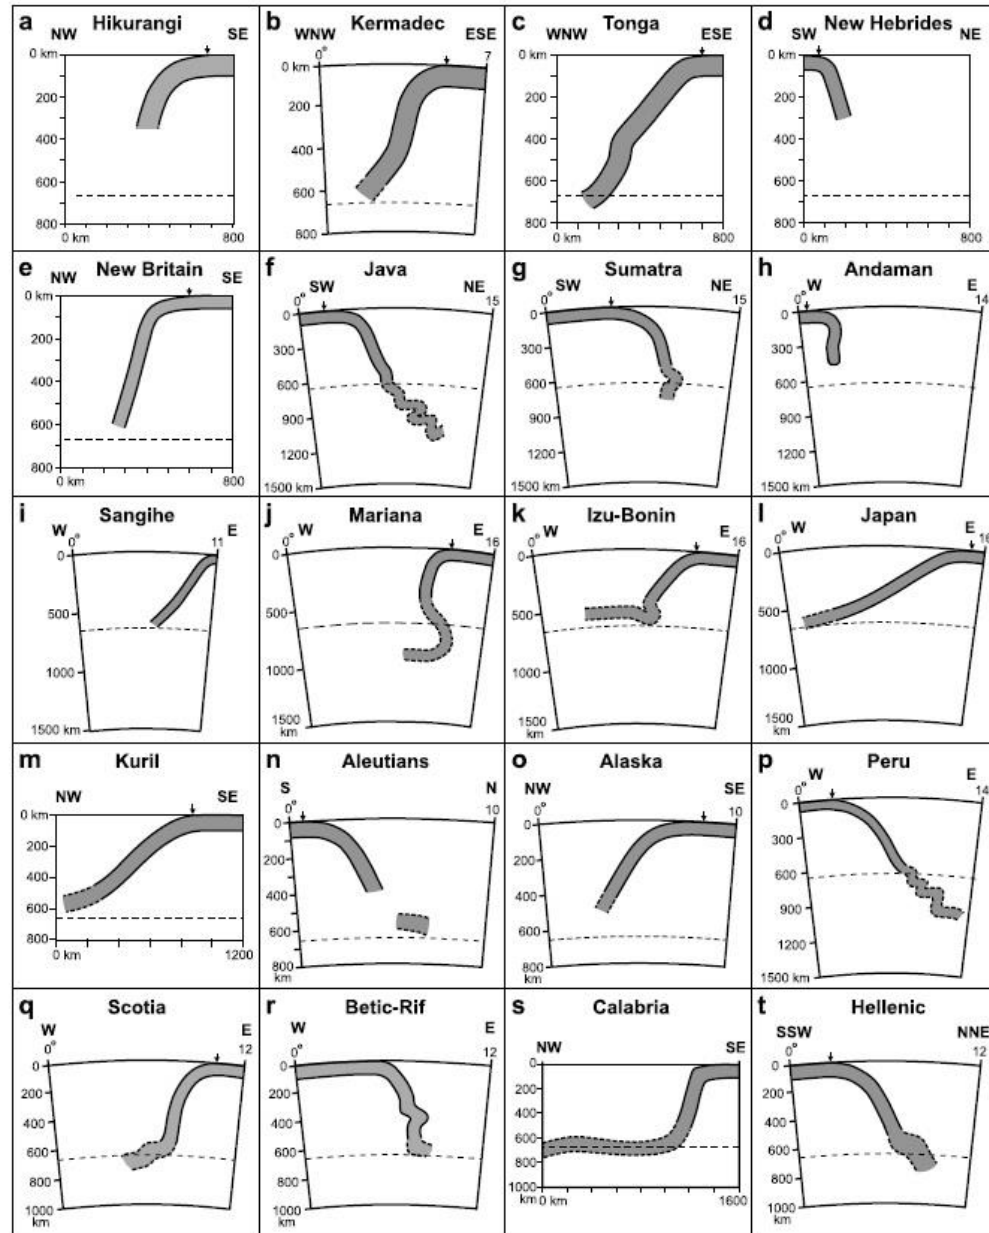 a Hikurangi
NW SE
0 km
200
400
600
800
0 km 800
b Kermadec
WNW ESE
0° 7
0 km
200
400
600
800
c Tonga
WNW ESE
0 km
200
400
600
800
0 km 800
d New Hebrides
SW NE
0 km
200
400
600
800
0 km 800
e New Britain
NW SE
0 km
200
400
600
800
0 km 800
f Java
SW NE
0° 15
0
300
600
900
1200
1500 km
g Sumatra
SW NE
0° 15
0
300
600
900
1200
1500 km
h Andaman
W E
0° 14
0
300
600
900
1200
1500 km
i Sangihe
W E
0° 11
0
500
1000
1500 km
j Mariana
W E
0° 16
0
500
1000
1500
km
k Izu-Bonin
W E
0° 16
0
500
1000
1500
km
l Japan
W E
0° 16
0
500
1000
1500
km
m Kuril
NW SE
0 km
200
400
600
800
0 km 1200
n Aleutians
S N
0° 10
0
200
400
600
800
km
o Alaska
NW SE
0° 10
0
200
400
600
800
km
p Peru
W E
0° 14
0
300
600
900
1200
1500 km
q Scotia
W E
0° 12
0
200
400
600
800
1000
km
r Betic-Rif
W E
0° 12
0
200
400
600
800
1000
km
s Calabria
NW SE
0
200
400
600
800
1000
km
0 km 1600
t Hellenic
SSW NNE
0° 12
0
200
400
600
800
1000
km